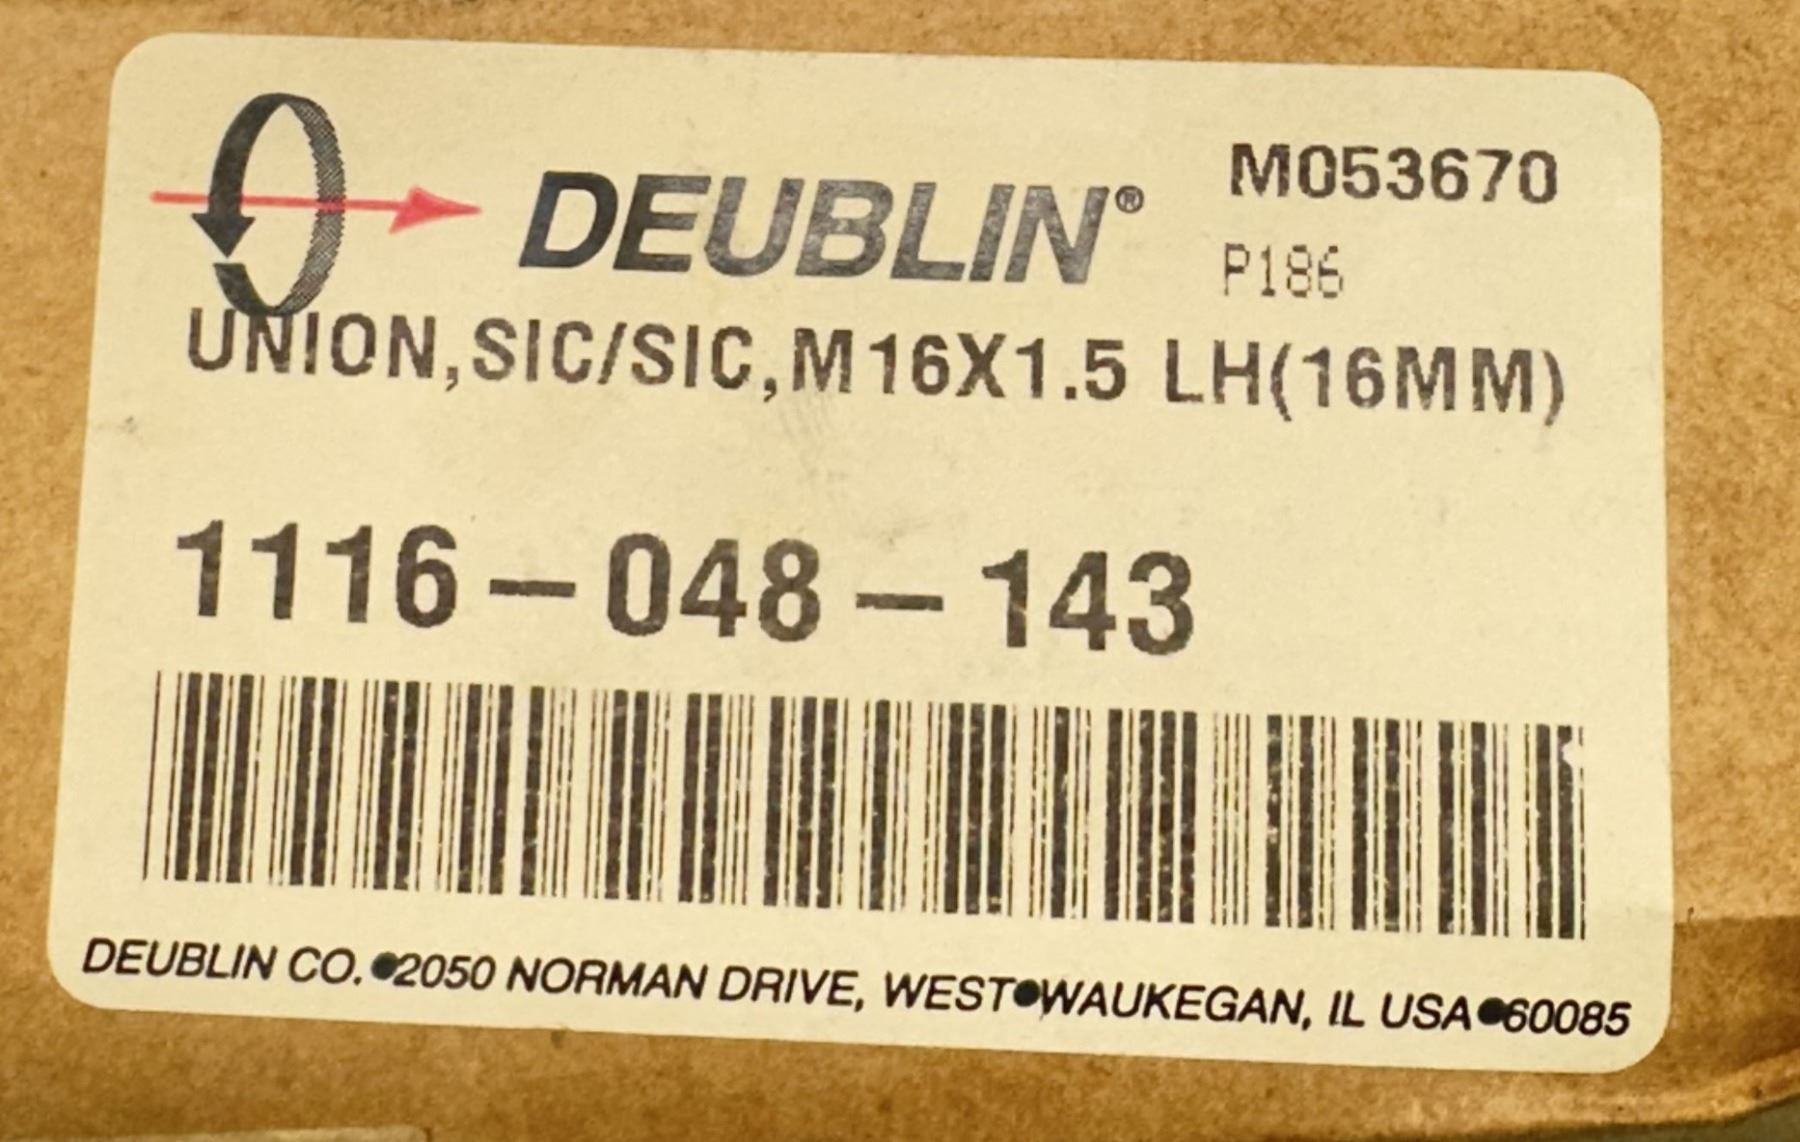 DEUBLIN® M053670
P186
UNION,SIC/SIC,M16X1.5 LH(16MM)
1116-048-143
DEUBLIN CO.●2050 NORMAN DRIVE, WEST●WAUKEGAN, IL USA●60085